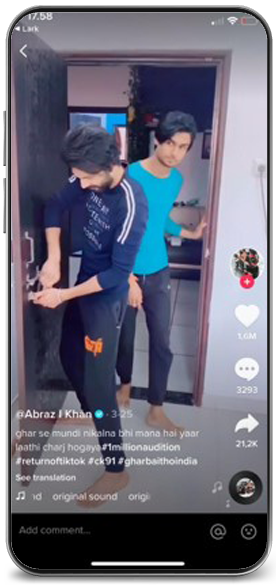 17.58
Lark
1.6M
3293
21,2K
@Abraz I Khan · 3-25
ghar se mundi nikalna bhi mana hai yaar
laathi charj hogaya#1millionaudition
#returnoftiktok #ck91 #gharbaithoindia
See translation
nd original sound origi
Add comment...